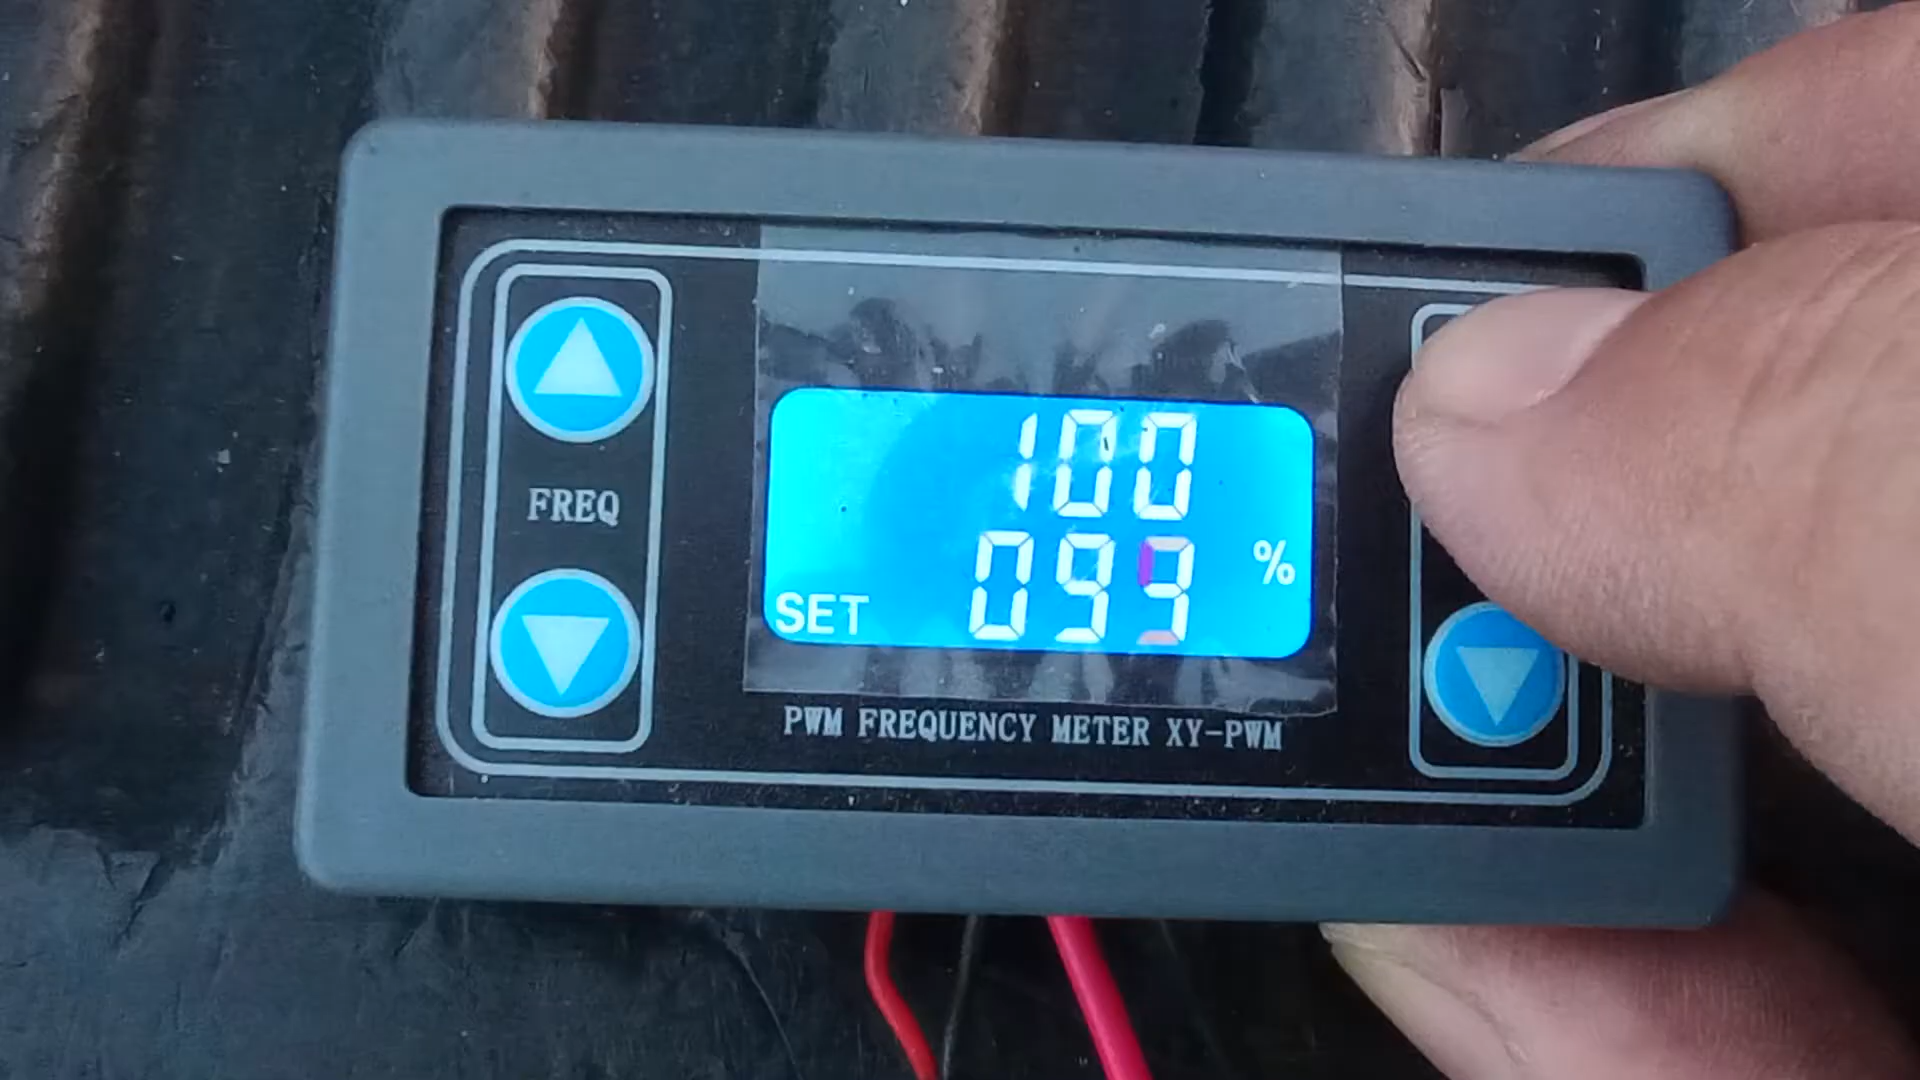 FREQ
100
099 %
SET
PWM FREQUENCY METER XY-PWM